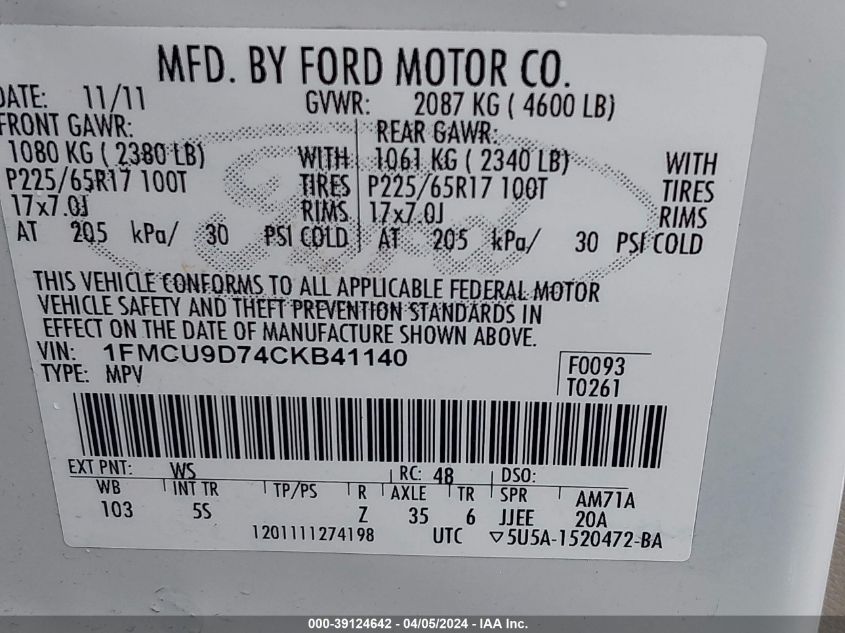 MFD. BY FORD MOTOR CO.
DATE: 11/11 GVWR: 2087 KG ( 4600 LB)
FRONT GAWR: REAR GAWR:
1080 KG ( 2380 LB) WITH 1061 KG ( 2340 LB) WITH
P225/65R17 100T TIRES P225/65R17 100T TIRES
17x7.0J RIMS 17x7.0J RIMS
AT 205 kPa/ 30 PSI COLD AT 205 kPa/ 30 PSI COLD
THIS VEHICLE CONFORMS TO ALL APPLICABLE FEDERAL MOTOR
VEHICLE SAFETY AND THEFT PREVENTION STANDARDS IN
EFFECT ON THE DATE OF MANUFACTURE SHOWN ABOVE.
VIN: 1FMCU9D74CKB41140
TYPE: MPV
F0093
T0261
EXT PNT: WS RC: 48 DSO:
WB INT TR TP/PS R AXLE TR SPR AM71A
103 5S Z 35 6 JJEE 20A
1201111274198 UTC ▽5U5A-1520472-BA
000-39124642 - 04/05/2024 - IAA Inc.